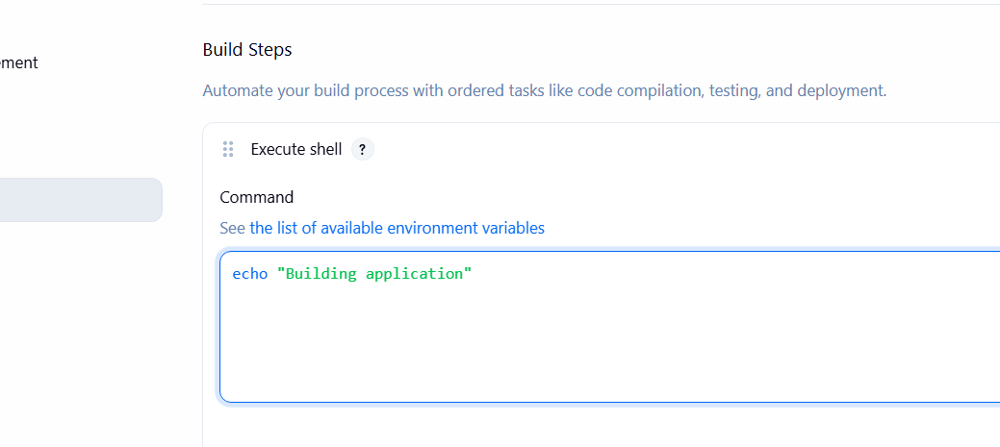 Build Steps
ement
Automate your build process with ordered tasks like code compilation, testing, and deployment.
Execute shell ?
Command
See the list of available environment variables
echo "Building application"